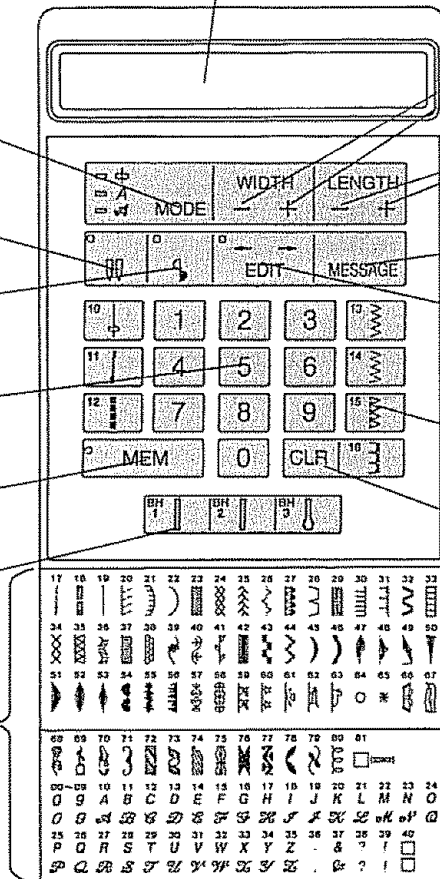 MODE WIDTH LENGTH
A - + - +
EDIT MESSAGE
10 1 2 3 13
11 4 5 6 14
12 7 8 9 15
MEM 0 CLR 16
BH 1 BH 2 BH 3
17 18 19 20 21 22 23 24 25 26 27 28 29 30 31 32 33
34 35 36 37 38 39 40 41 42 43 44 45 46 47 48 49 50
51 52 53 54 55 56 57 58 59 60 61 62 63 64 65 66 67
68 69 70 71 72 73 74 75 76 77 78 79 80 81
00~09 10 11 12 13 14 15 16 17 18 19 20 21 22 23 24
0 9 A B C D E F G H I J K L M N O
0 9 A B C D E F G H I J K L M N O
25 26 27 28 29 30 31 32 33 34 35 36 37 38 39 40
P Q R S T U V W X Y Z . & ? !
P Q R S T U V W X Y Z . & ? !